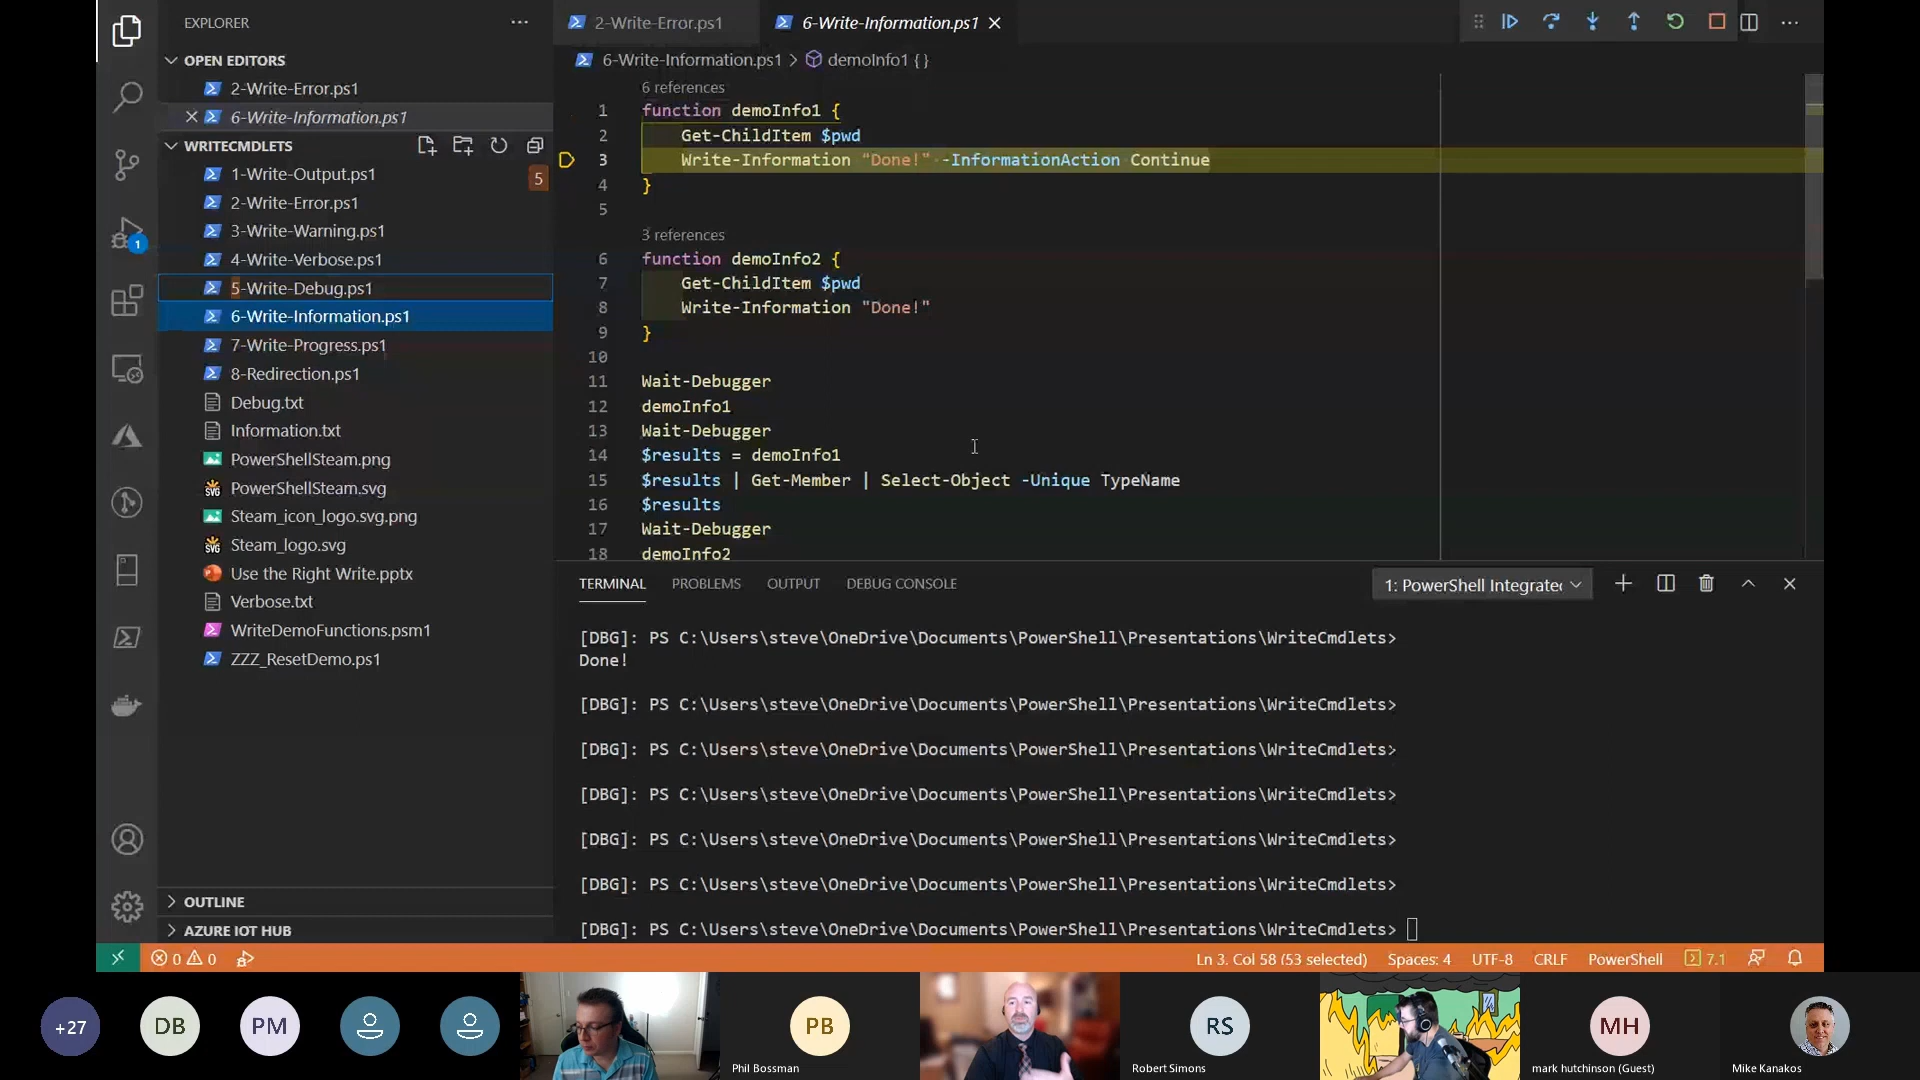 EXPLORER
OPEN EDITORS
2-Write-Error.ps1
6-Write-Information.ps1
WRITECMDLETS
1-Write-Output.ps1
5
2-Write-Error.ps1
3-Write-Warning.ps1
4-Write-Verbose.ps1
5-Write-Debug.ps1
6-Write-Information.ps1
7-Write-Progress.ps1
8-Redirection.ps1
Debug.txt
Information.txt
PowerShellSteam.png
PowerShellSteam.svg
Steam_icon_logo.svg.png
Steam_logo.svg
Use the Right Write.pptx
Verbose.txt
WriteDemoFunctions.psm1
ZZZ_ResetDemo.ps1
OUTLINE
AZURE IOT HUB
1
2-Write-Error.ps1
6-Write-Information.ps1
6-Write-Information.ps1 > demoInfo1 { }
6 references
1 function demoInfo1 {
2 Get-ChildItem $pwd
3 Write-Information "Done!" -InformationAction Continue
4 }
5
3 references
6 function demoInfo2 {
7 Get-ChildItem $pwd
8 Write-Information "Done!"
9 }
10
11 Wait-Debugger
12 demoInfo1
13 Wait-Debugger
14 $results = demoInfo1
15 $results | Get-Member | Select-Object -Unique TypeName
16 $results
17 Wait-Debugger
18 demoInfo2
TERMINAL PROBLEMS OUTPUT DEBUG CONSOLE
1: PowerShell Integrated
[DBG]: PS C:\Users\steve\OneDrive\Documents\PowerShell\Presentations\WriteCmdlets>
Done!
[DBG]: PS C:\Users\steve\OneDrive\Documents\PowerShell\Presentations\WriteCmdlets>
[DBG]: PS C:\Users\steve\OneDrive\Documents\PowerShell\Presentations\WriteCmdlets>
[DBG]: PS C:\Users\steve\OneDrive\Documents\PowerShell\Presentations\WriteCmdlets>
[DBG]: PS C:\Users\steve\OneDrive\Documents\PowerShell\Presentations\WriteCmdlets>
[DBG]: PS C:\Users\steve\OneDrive\Documents\PowerShell\Presentations\WriteCmdlets>
[DBG]: PS C:\Users\steve\OneDrive\Documents\PowerShell\Presentations\WriteCmdlets>
0 0
Ln 3, Col 58 (53 selected) Spaces: 4 UTF-8 CRLF PowerShell 7.1
+27
DB
PM
PB
Phil Bossman
RS
Robert Simons
MH
mark hutchinson (Guest)
Mike Kanakos